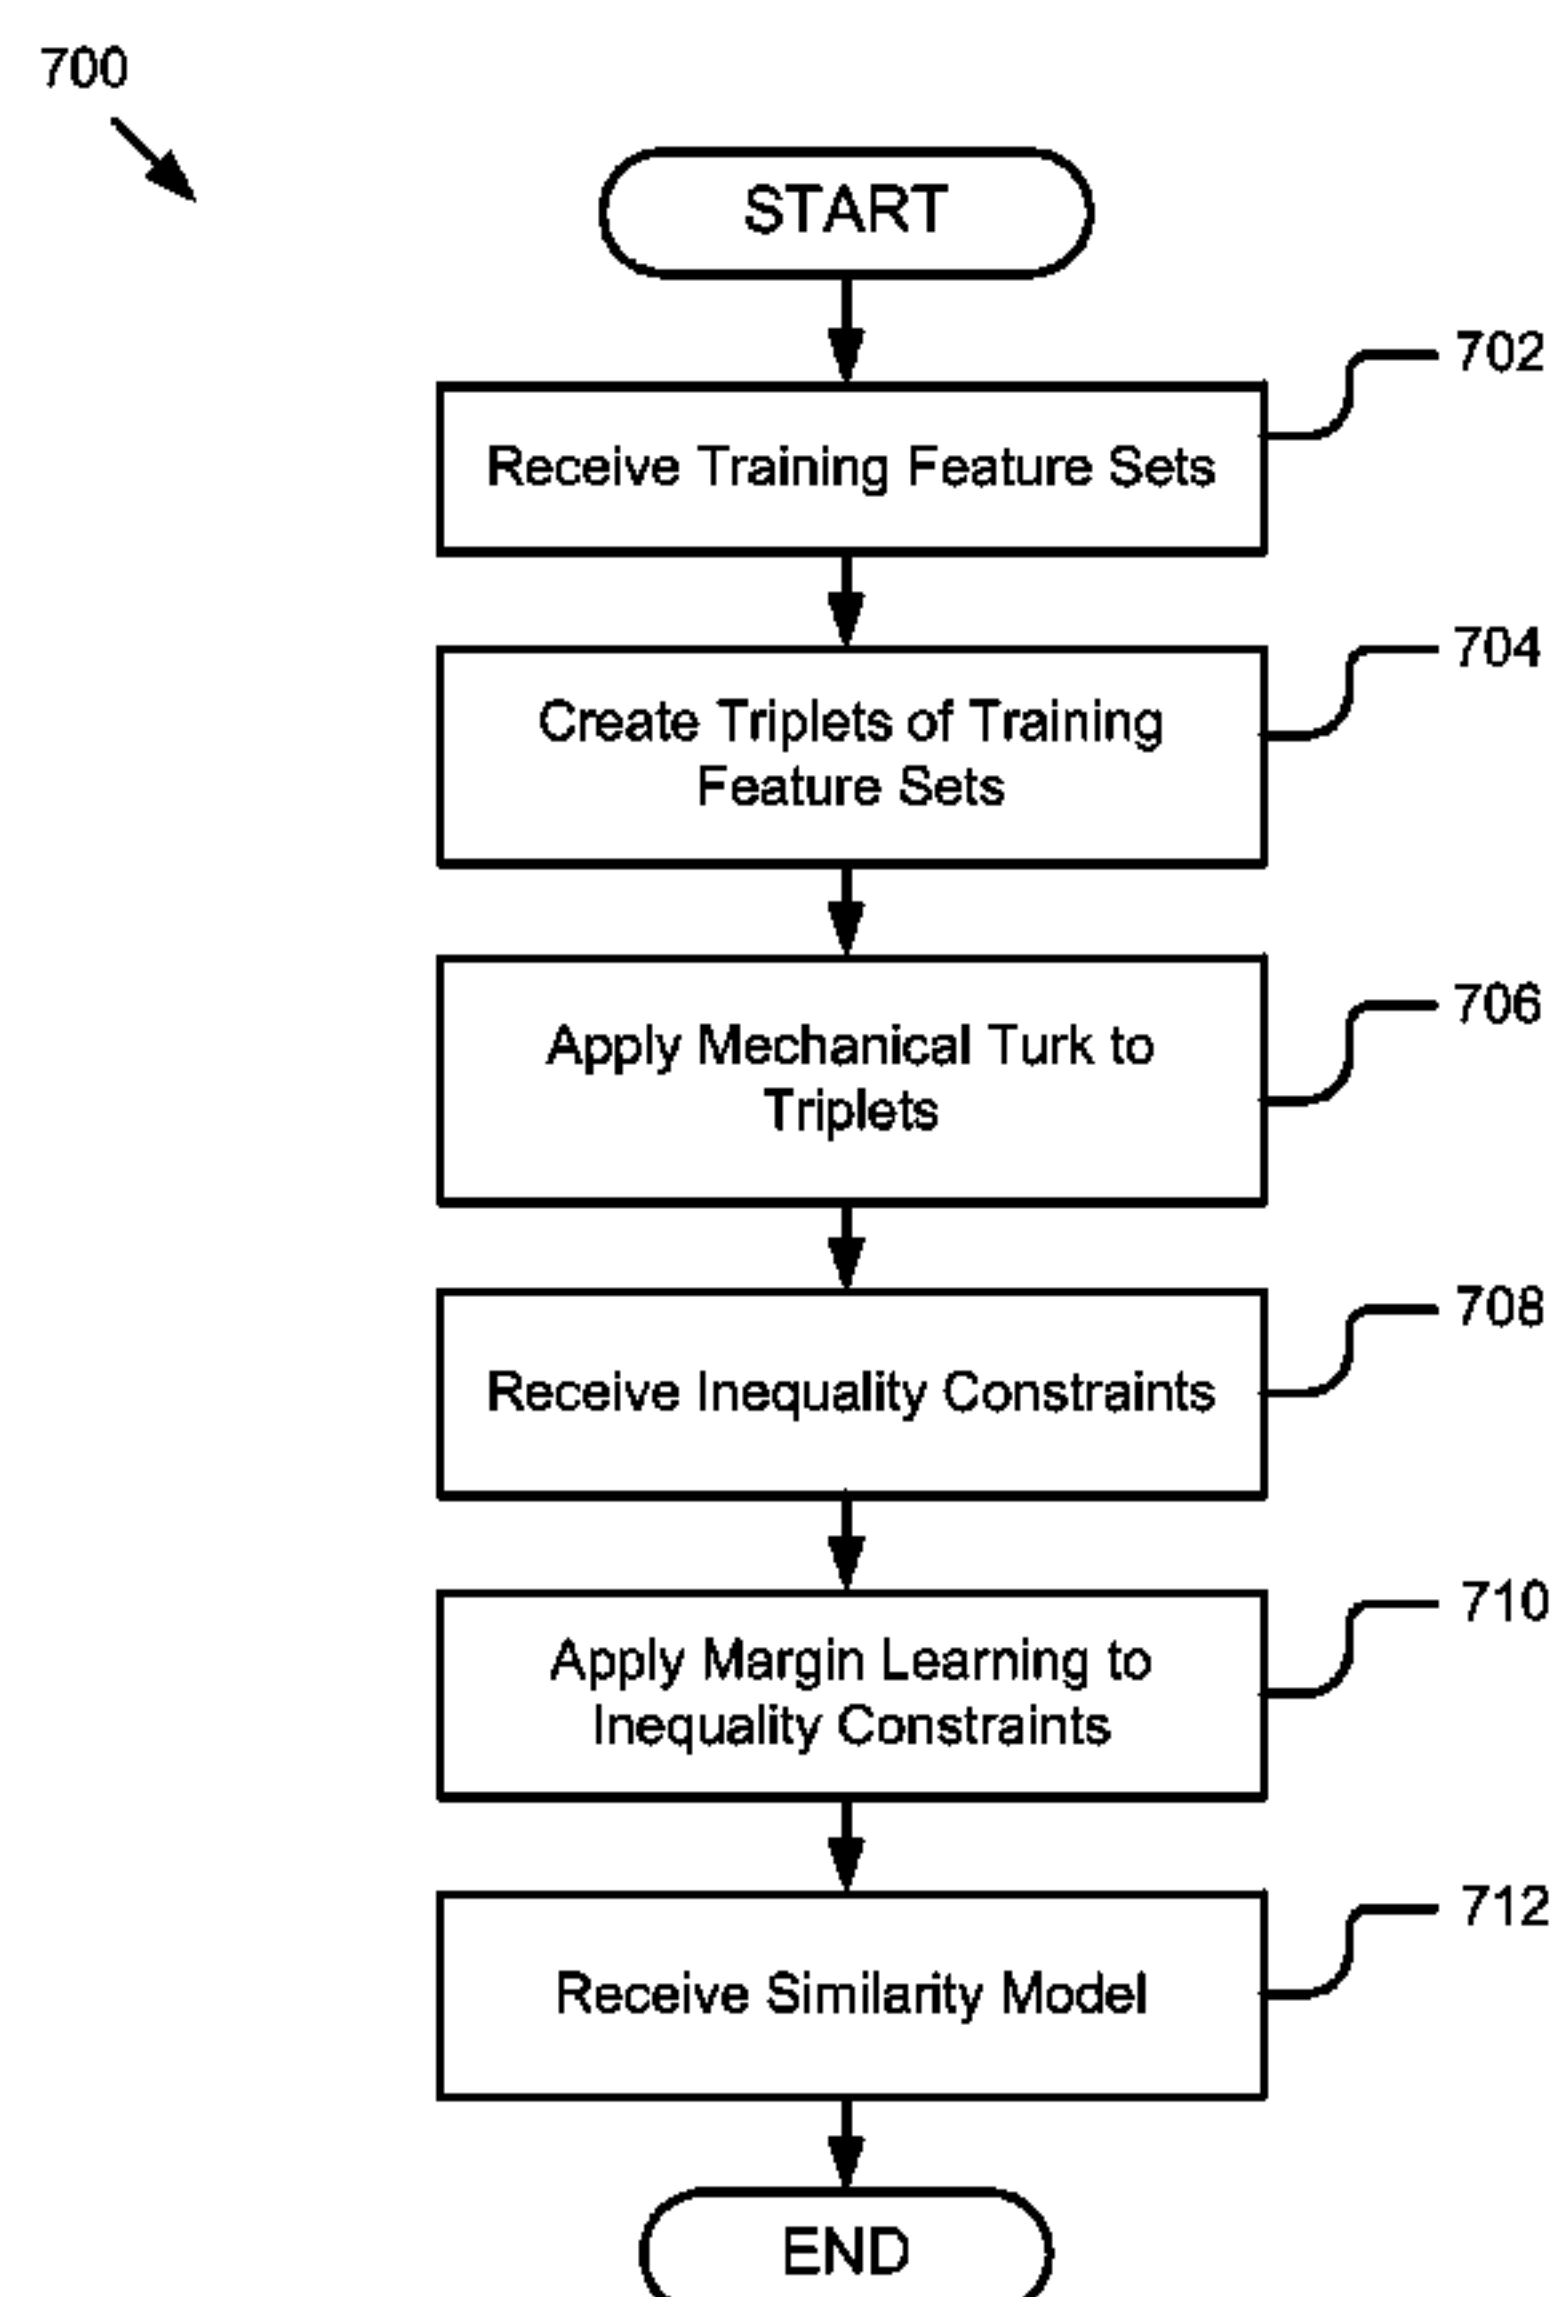 700
START
702
Receive Training Feature Sets
704
Create Triplets of Training
Feature Sets
706
Apply Mechanical Turk to
Triplets
708
Receive Inequality Constraints
710
Apply Margin Learning to
Inequality Constraints
712
Receive Similarity Model
END